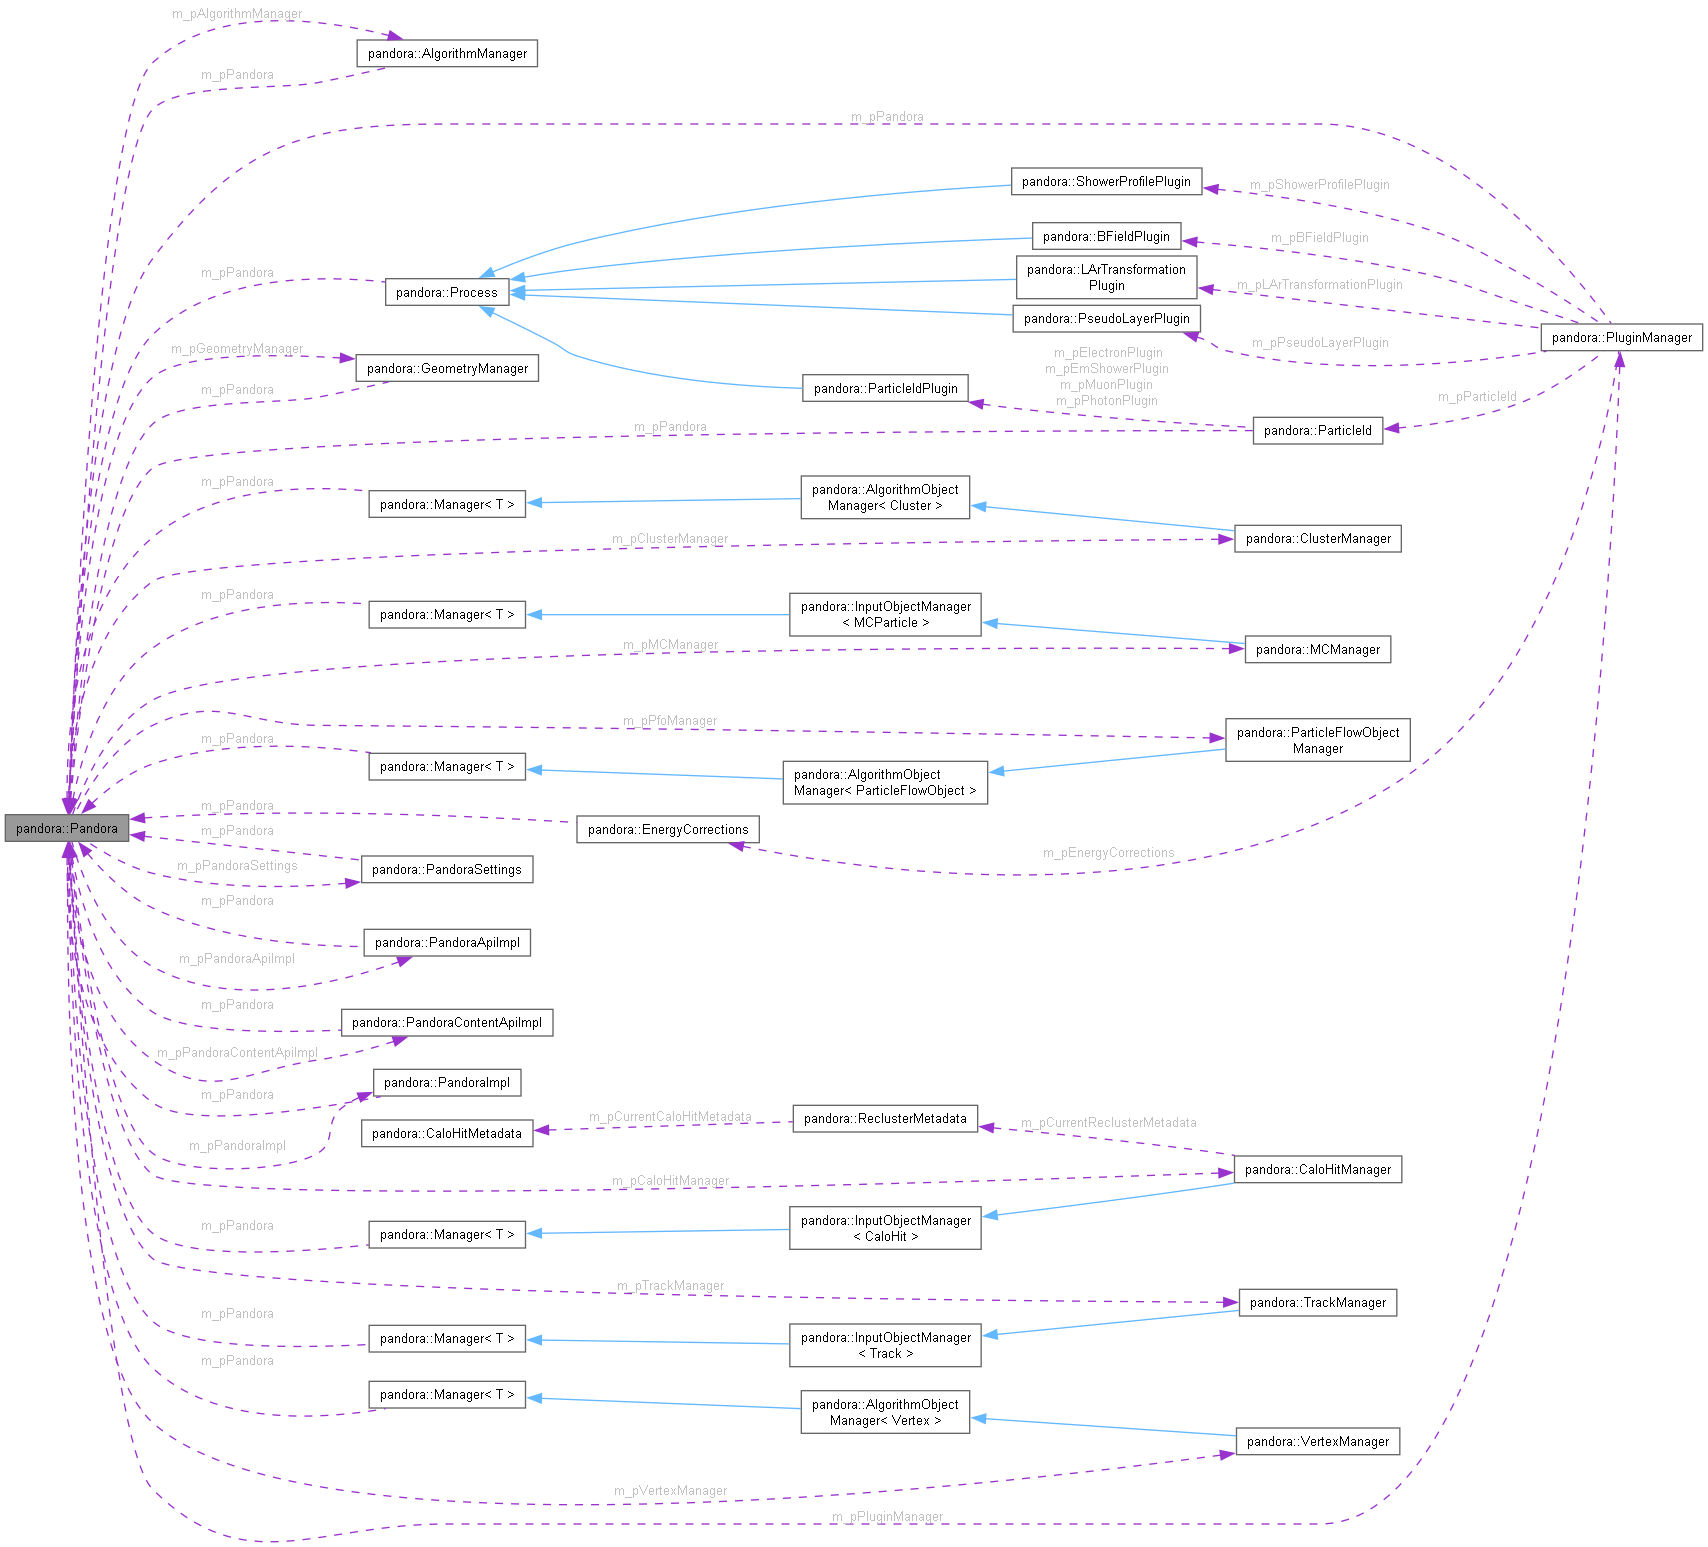 m_pAlgorithmManager
pandora::AlgorithmManager
m_pPandora
m_pPandora
pandora::ShowerProfilePlugin
m_pShowerProfilePlugin
pandora::BFieldPlugin
m_pBFieldPlugin
m_pPandora
pandora::Process
pandora::LArTransformation
Plugin
m_pLArTransformationPlugin
pandora::PseudoLayerPlugin
m_pPseudoLayerPlugin
pandora::PluginManager
m_pGeometryManager
pandora::GeometryManager
m_pPandora
m_pElectronPlugin
m_pEmShowerPlugin
m_pMuonPlugin
m_pPhotonPlugin
pandora::ParticleIdPlugin
m_pParticleId
m_pPandora
pandora::ParticleId
m_pPandora
pandora::Manager< T >
pandora::AlgorithmObject
Manager< Cluster >
m_pClusterManager
pandora::ClusterManager
m_pPandora
pandora::Manager< T >
pandora::InputObjectManager
< MCParticle >
m_pMCManager
pandora::MCManager
m_pPfoManager
pandora::ParticleFlowObject
Manager
m_pPandora
pandora::Manager< T >
pandora::AlgorithmObject
Manager< ParticleFlowObject >
m_pPandora
pandora::Pandora
m_pPandora
pandora::EnergyCorrections
m_pEnergyCorrections
m_pPandoraSettings
pandora::PandoraSettings
m_pPandora
pandora::PandoraApiImpl
m_pPandoraApiImpl
m_pPandora
pandora::PandoraContentApiImpl
m_pPandoraContentApiImpl
pandora::PandoraImpl
m_pPandora
m_pPandoraImpl
pandora::CaloHitMetadata
m_pCurrentCaloHitMetadata
pandora::ReclusterMetadata
m_pCurrentReclusterMetadata
pandora::CaloHitManager
m_pCaloHitManager
m_pPandora
pandora::Manager< T >
pandora::InputObjectManager
< CaloHit >
m_pTrackManager
pandora::TrackManager
m_pPandora
pandora::Manager< T >
pandora::InputObjectManager
< Track >
m_pPandora
pandora::Manager< T >
pandora::AlgorithmObject
Manager< Vertex >
pandora::VertexManager
m_pVertexManager
m_pPluginManager